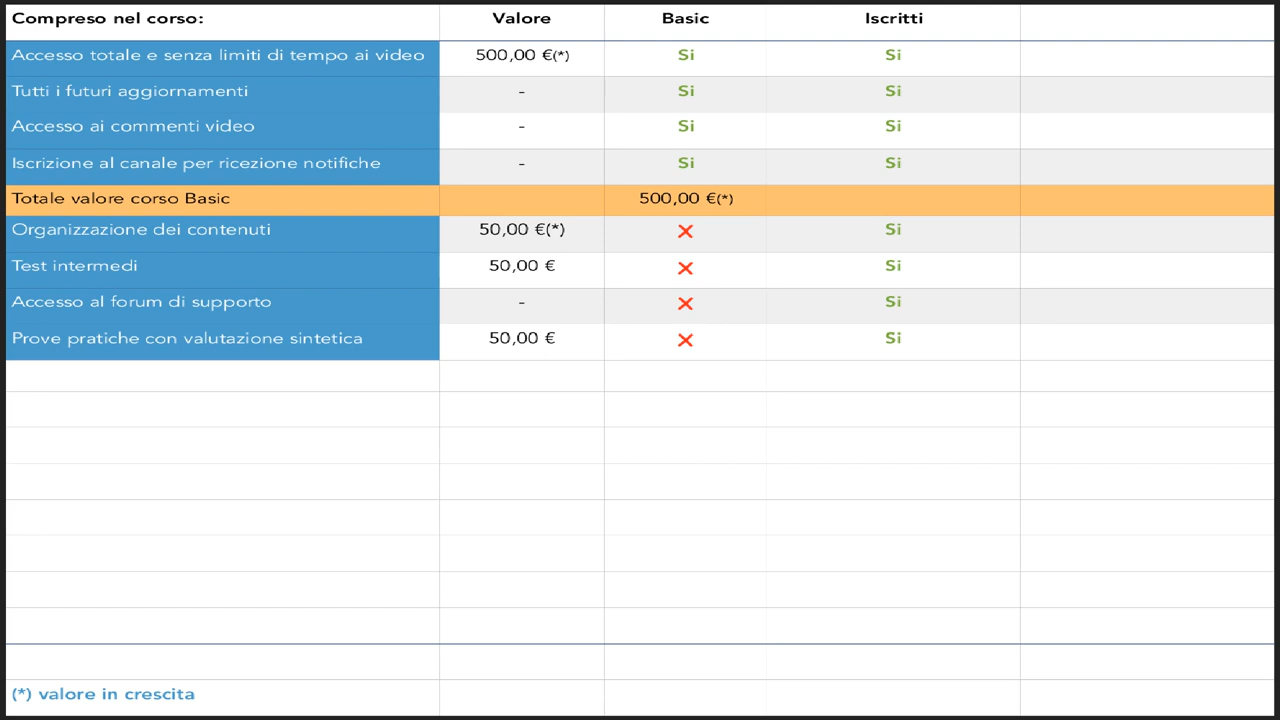 Compreso nel corso: Valore Basic Iscritti
Accesso totale e senza limiti di tempo ai video 500,00 €(*) Si Si
Tutti i futuri aggiornamenti - Si Si
Accesso ai commenti video - Si Si
Iscrizione al canale per ricezione notifiche - Si Si
Totale valore corso Basic 500,00 €(*)
Organizzazione dei contenuti 50,00 €(*) ✕ Si
Test intermedi 50,00 € ✕ Si
Accesso al forum di supporto - ✕ Si
Prove pratiche con valutazione sintetica 50,00 € ✕ Si
(*) valore in crescita